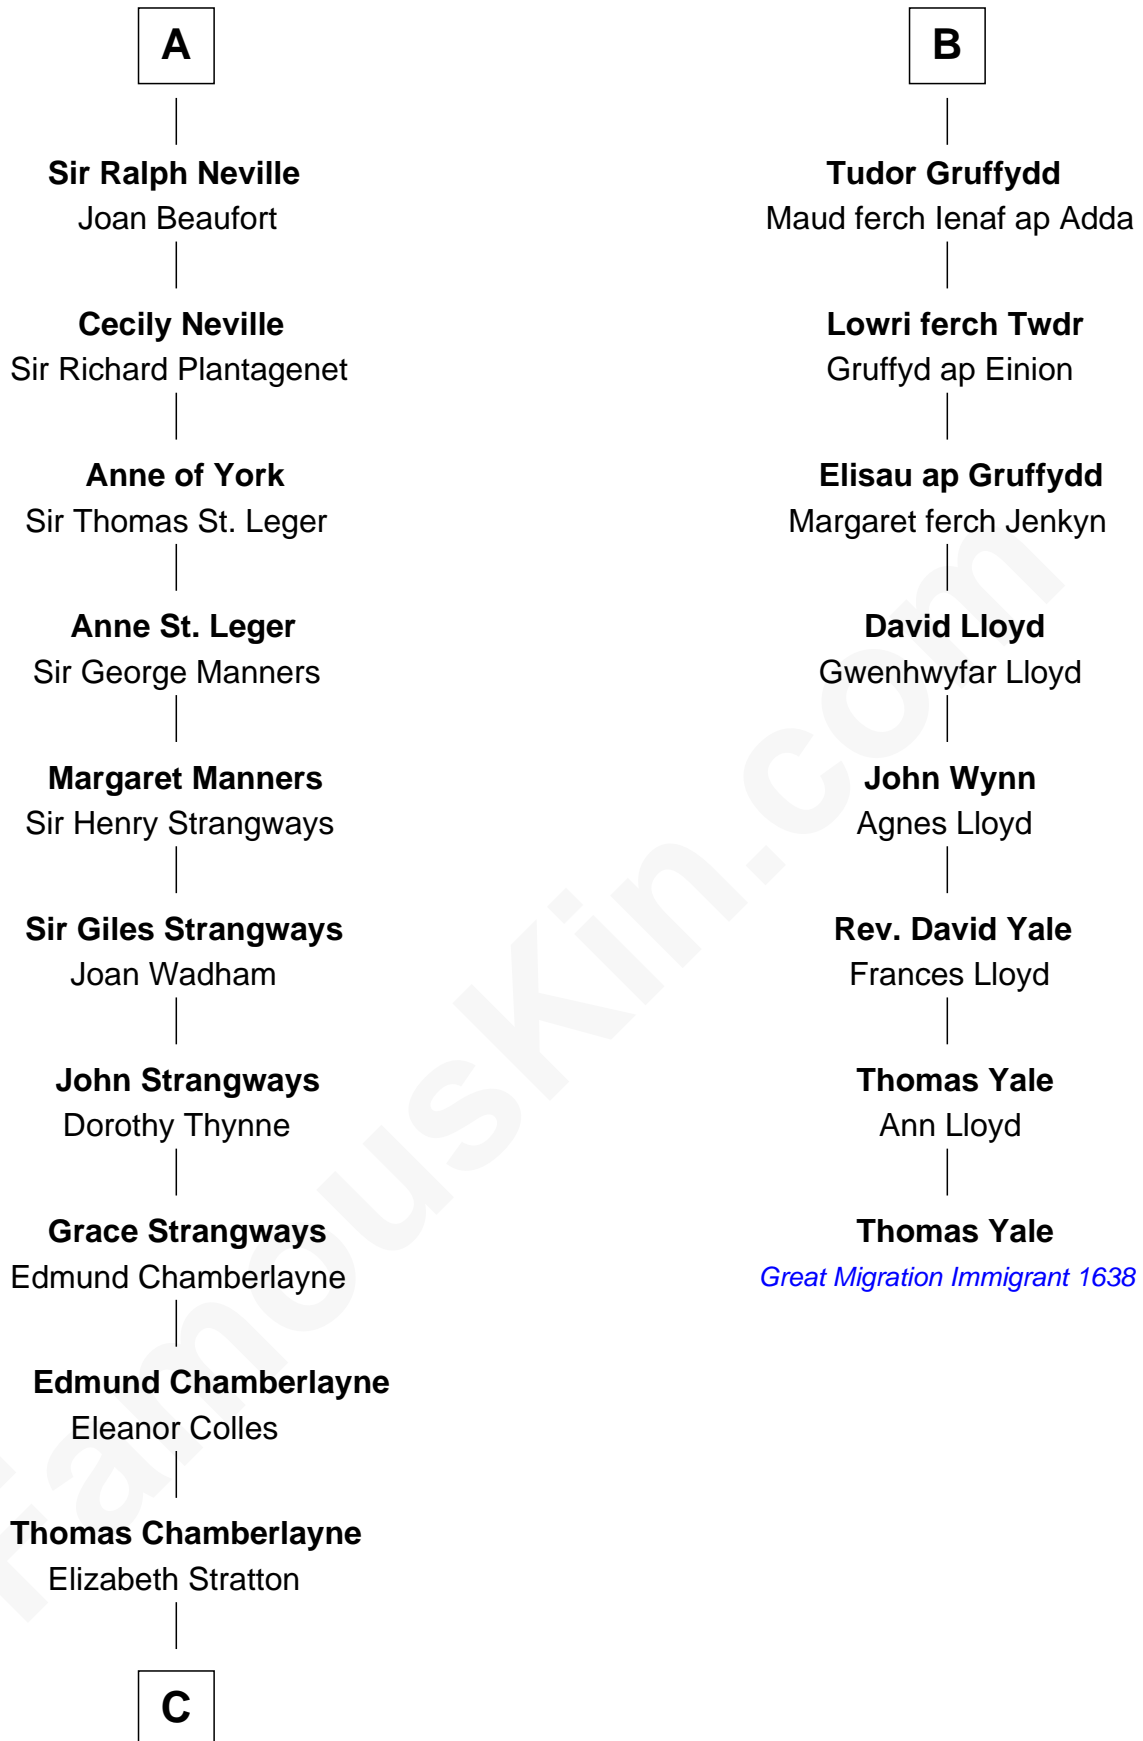 A
Sir Ralph Neville
Joan Beaufort
Cecily Neville
Sir Richard Plantagenet
Anne of York
Sir Thomas St. Leger
Anne St. Leger
Sir George Manners
Margaret Manners
Sir Henry Strangways
Sir Giles Strangways
Joan Wadham
John Strangways
Dorothy Thynne
Grace Strangways
Edmund Chamberlayne
Edmund Chamberlayne
Eleanor Colles
Thomas Chamberlayne
Elizabeth Stratton
C
B
Tudor Gruffydd
Maud ferch Ienaf ap Adda
Lowri ferch Twdr
Gruffyd ap Einion
Elisau ap Gruffydd
Margaret ferch Jenkyn
David Lloyd
Gwenhwyfar Lloyd
John Wynn
Agnes Lloyd
Rev. David Yale
Frances Lloyd
Thomas Yale
Ann Lloyd
Thomas Yale
Great Migration Immigrant 1638
FamousKin.com